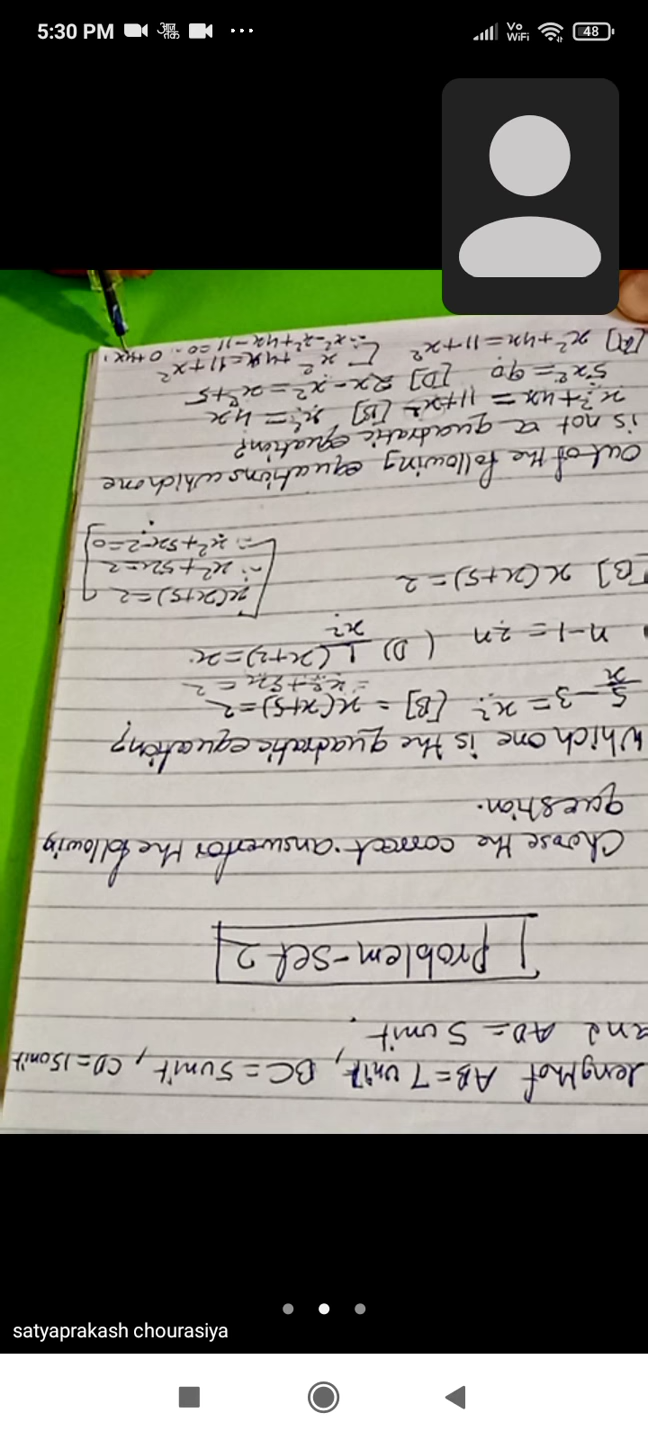 5:30 PM
Vo WiFi
48
length of AB = 7 unit, BC = 5 unit, CD = 15 unit
and AD = 5 unit.
Problem-set 2
Choose the correct answer for the following
question.
Which one is the quadratic equation?
5/x - 3 = x² [B] = x(x+5) = 2
= x² + 5x = 2
n-1 = 2n (D) 1/x² (x+2) = x
[B] x(x+5) = 2
[x(x+5) = 2
∴ x² + 5x = 2
∴ x² + 5x - 2 = 0]
Out of the following equations which one
is not a quadratic equation?
x² + 4x = 11 + x² [B] x² = 4x
5x² = 90 [D] 2x - x² = x² + 5
[A] x² + 4x = 11 + x² [x² + 4x = 11 + x²
∴ x² - x² + 4x - 11 = 0 ∴ 0 + 4x
satyaprakash chourasiya